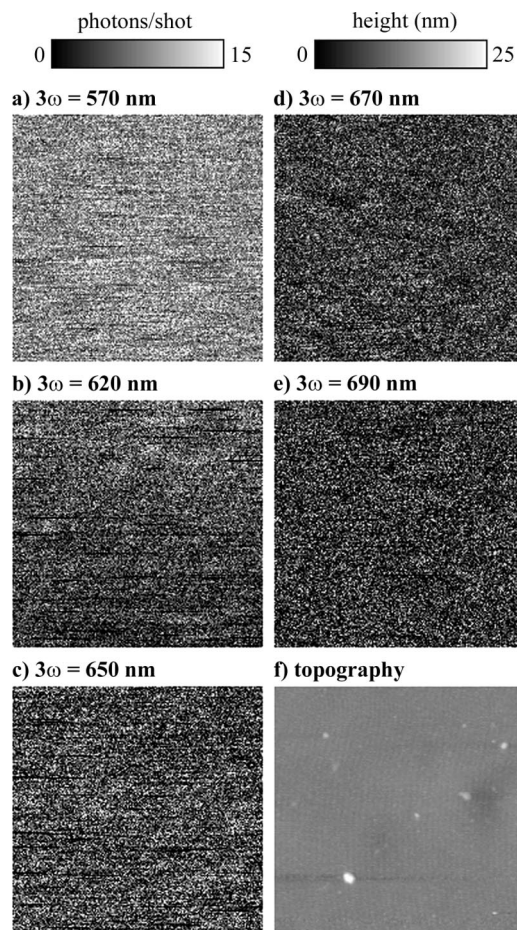 photons/shot
0 15
height (nm)
0 25
a) 3ω = 570 nm
d) 3ω = 670 nm
b) 3ω = 620 nm
e) 3ω = 690 nm
c) 3ω = 650 nm
f) topography